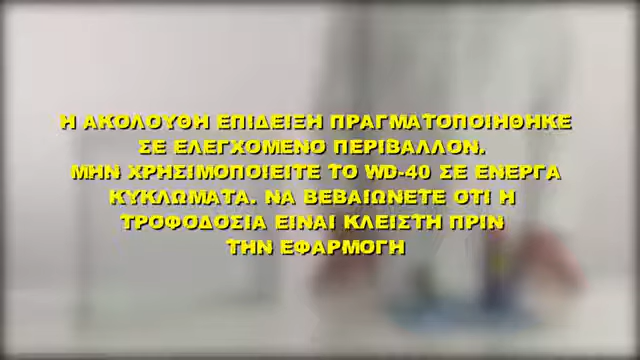 Η ΑΚΟΛΟΥΘΗ ΕΠΙΔΕΙΞΗ ΠΡΑΓΜΑΤΟΠΟΙΗΘΗΚΕ
ΣΕ ΕΛΕΓΧΟΜΕΝΟ ΠΕΡΙΒΑΛΛΟΝ.
ΜΗΝ ΧΡΗΣΙΜΟΠΟΙΕΙΤΕ ΤΟ WD-40 ΣΕ ΕΝΕΡΓΑ
ΚΥΚΛΩΜΑΤΑ. ΝΑ ΒΕΒΑΙΩΝΕΤΕ ΟΤΙ Η
ΤΡΟΦΟΔΟΣΙΑ ΕΙΝΑΙ ΚΛΕΙΣΤΗ ΠΡΙΝ
ΤΗΝ ΕΦΑΡΜΟΓΗ